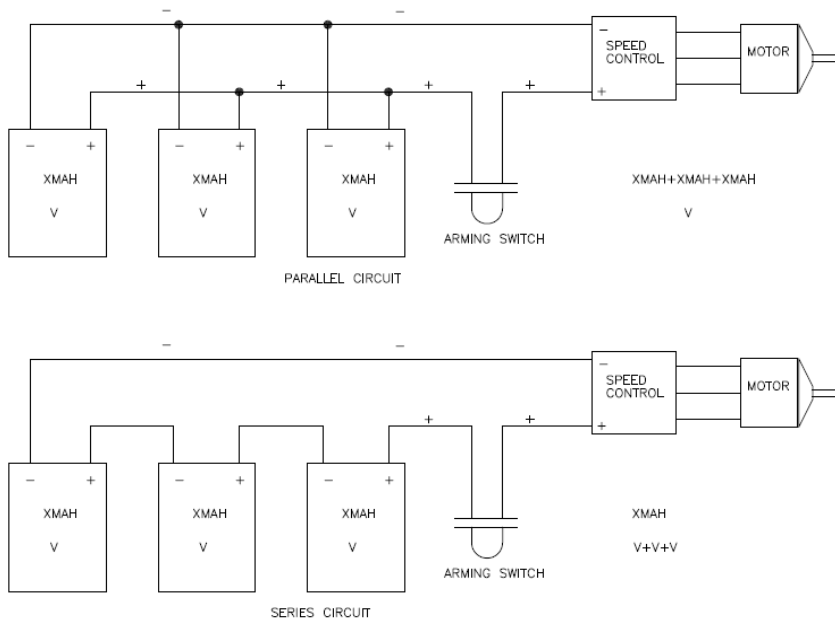 − −
SPEED
CONTROL
MOTOR
−
+
+ + + +
− + − + − +
XMAH XMAH XMAH
V V V
XMAH+XMAH+XMAH
V
ARMING SWITCH
PARALLEL CIRCUIT
− −
SPEED
CONTROL
MOTOR
−
+
+ +
− + − + − +
XMAH XMAH XMAH
V V V
XMAH
V+V+V
ARMING SWITCH
SERIES CIRCUIT